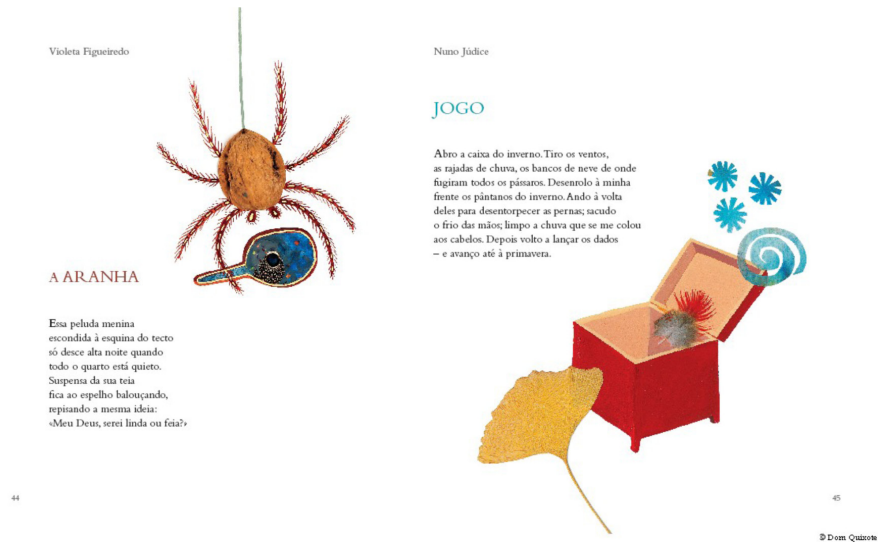 Violeta Figueiredo
A ARANHA
Essa peluda menina
escondida à esquina do tecto
só desce alta noite quando
todo o quarto está quieto.
Suspensa da sua teia
fica ao espelho balouçando,
repisando a mesma ideia:
«Meu Deus, serei linda ou feia?»
44
Nuno Júdice
JOGO
Abro a caixa do inverno. Tiro os ventos,
as rajadas de chuva, os bancos de neve de onde
fugiram todos os pássaros. Desenrolo à minha
frente os pântanos do inverno. Ando à volta
deles para desentorpecer as pernas; sacudo
o frio das mãos; limpo a chuva que se me colou
aos cabelos. Depois volto a lançar os dados
– e avanço até à primavera.
45
© Dom Quixote